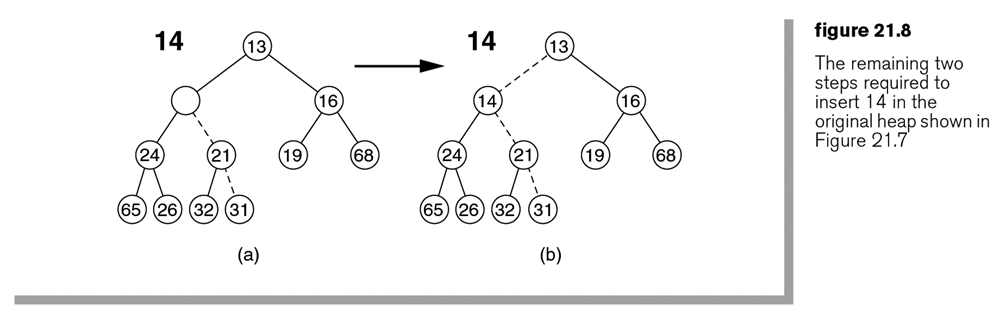 14
13
16
24
21
19
68
65
26
32
31
(a)
14
13
14
16
24
21
19
68
65
26
32
31
(b)
figure 21.8
The remaining two
steps required to
insert 14 in the
original heap shown in
Figure 21.7